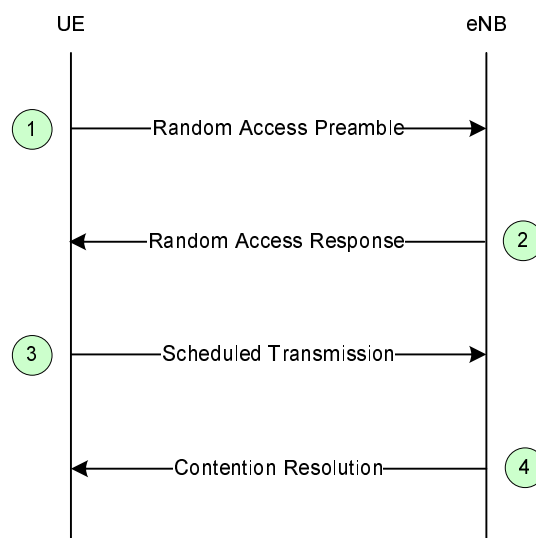 UE
eNB
1
Random Access Preamble
Random Access Response
2
3
Scheduled Transmission
Contention Resolution
4